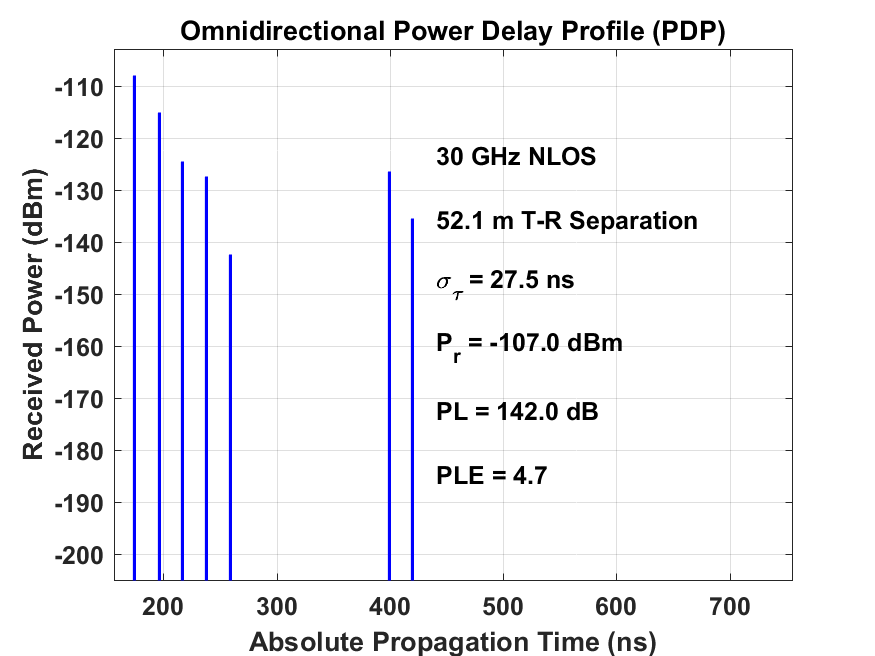 Omnidirectional Power Delay Profile (PDP)
Received Power (dBm)
-110
-120
-130
-140
-150
-160
-170
-180
-190
-200
30 GHz NLOS
52.1 m T-R Separation
σ_τ = 27.5 ns
P_r = -107.0 dBm
PL = 142.0 dB
PLE = 4.7
200 300 400 500 600 700
Absolute Propagation Time (ns)